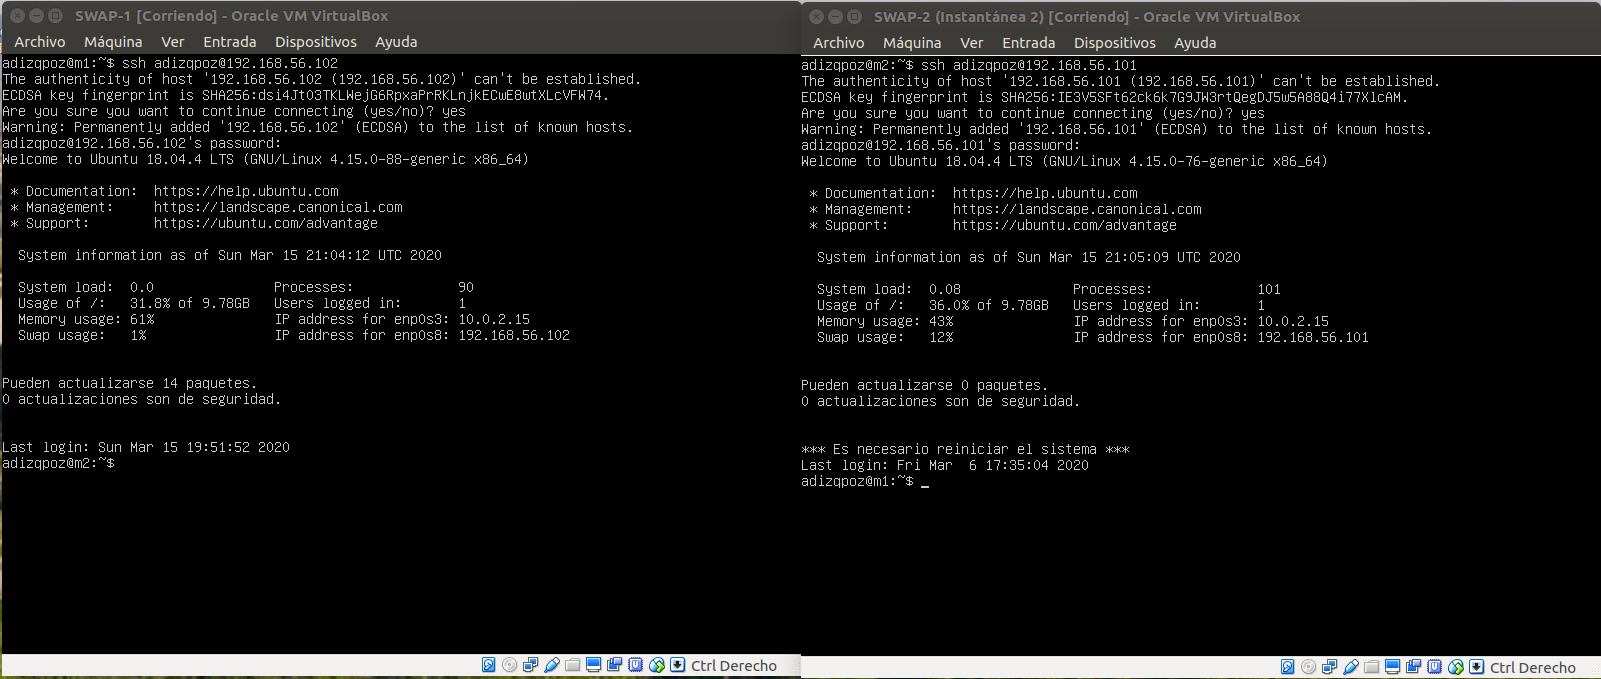 SWAP-1 [Corriendo] - Oracle VM VirtualBox
Archivo Máquina Ver Entrada Dispositivos Ayuda
adizqpoz@m1:~$ ssh adizqpoz@192.168.56.102
The authenticity of host '192.168.56.102 (192.168.56.102)' can't be established.
ECDSA key fingerprint is SHA256:dsi4JtO3TKLWejG6RpxaPrRKLnjkECwE8wtXLcVFW74.
Are you sure you want to continue connecting (yes/no)? yes
Warning: Permanently added '192.168.56.102' (ECDSA) to the list of known hosts.
adizqpoz@192.168.56.102's password:
Welcome to Ubuntu 18.04.4 LTS (GNU/Linux 4.15.0-88-generic x86_64)
* Documentation: https://help.ubuntu.com
* Management: https://landscape.canonical.com
* Support: https://ubuntu.com/advantage
System information as of Sun Mar 15 21:04:12 UTC 2020
System load: 0.0 Processes: 90
Usage of /: 31.8% of 9.78GB Users logged in: 1
Memory usage: 61% IP address for enp0s3: 10.0.2.15
Swap usage: 1% IP address for enp0s8: 192.168.56.102
Pueden actualizarse 14 paquetes.
0 actualizaciones son de seguridad.
Last login: Sun Mar 15 19:51:52 2020
adizqpoz@m2:~$
Ctrl Derecho
SWAP-2 (Instantánea 2) [Corriendo] - Oracle VM VirtualBox
Archivo Máquina Ver Entrada Dispositivos Ayuda
adizqpoz@m2:~$ ssh adizqpoz@192.168.56.101
The authenticity of host '192.168.56.101 (192.168.56.101)' can't be established.
ECDSA key fingerprint is SHA256:IE3V5SFt62ck6k7G9JW3rtQegDJ5w5A88Q4i77XlcAM.
Are you sure you want to continue connecting (yes/no)? yes
Warning: Permanently added '192.168.56.101' (ECDSA) to the list of known hosts.
adizqpoz@192.168.56.101's password:
Welcome to Ubuntu 18.04.4 LTS (GNU/Linux 4.15.0-76-generic x86_64)
* Documentation: https://help.ubuntu.com
* Management: https://landscape.canonical.com
* Support: https://ubuntu.com/advantage
System information as of Sun Mar 15 21:05:09 UTC 2020
System load: 0.08 Processes: 101
Usage of /: 36.0% of 9.78GB Users logged in: 1
Memory usage: 43% IP address for enp0s3: 10.0.2.15
Swap usage: 12% IP address for enp0s8: 192.168.56.101
Pueden actualizarse 0 paquetes.
0 actualizaciones son de seguridad.
*** Es necesario reiniciar el sistema ***
Last login: Fri Mar 6 17:35:04 2020
adizqpoz@m1:~$ _
Ctrl Derecho